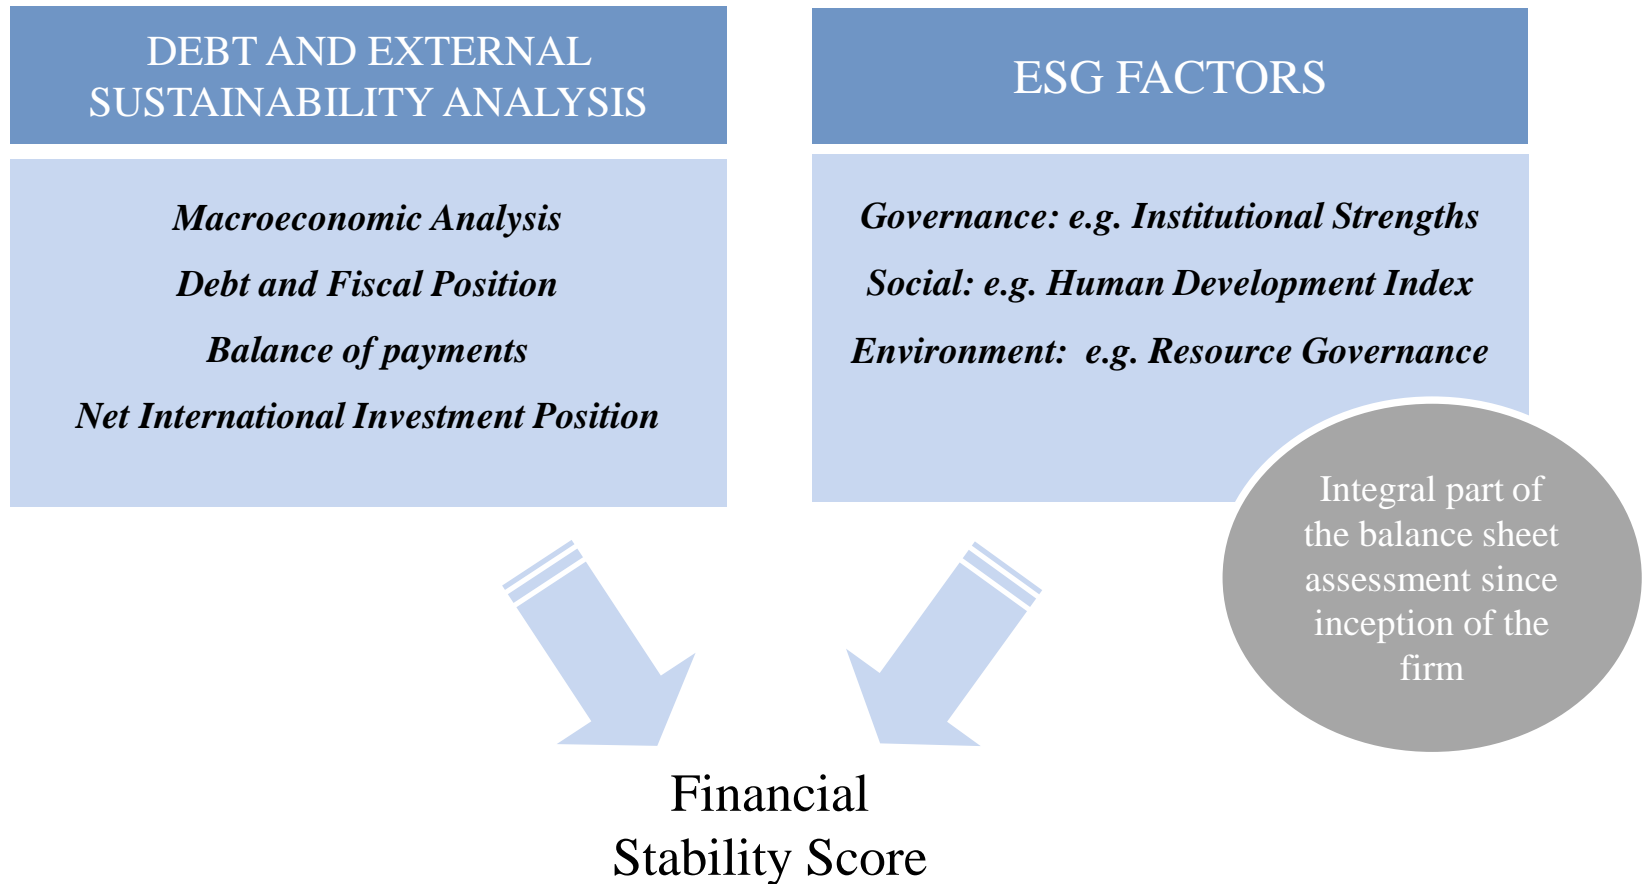 DEBT AND EXTERNAL
SUSTAINABILITY ANALYSIS
Macroeconomic Analysis
Debt and Fiscal Position
Balance of payments
Net International Investment Position
ESG FACTORS
Governance: e.g. Institutional Strengths
Social: e.g. Human Development Index
Environment:  e.g. Resource Governance
Integral part of
the balance sheet
assessment since
inception of the
firm
Financial
Stability Score